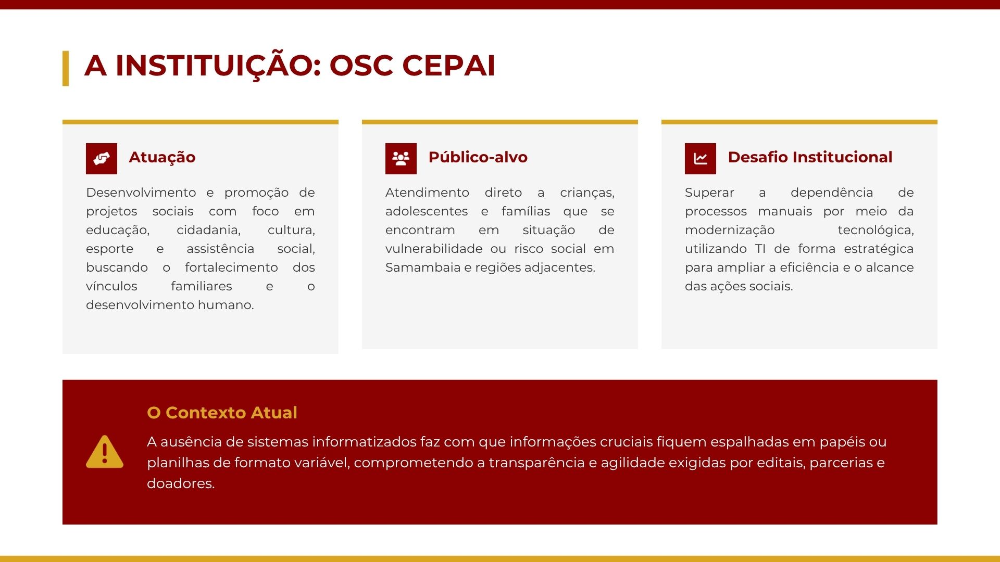 A INSTITUIÇÃO: OSC CEPAI
Atuação
Desenvolvimento e promoção de
projetos sociais com foco em
educação, cidadania, cultura,
esporte e assistência social,
buscando o fortalecimento dos
vínculos familiares e o
desenvolvimento humano.
Público-alvo
Atendimento direto a crianças,
adolescentes e famílias que se
encontram em situação de
vulnerabilidade ou risco social em
Samambaia e regiões adjacentes.
Desafio Institucional
Superar a dependência de
processos manuais por meio da
modernização tecnológica,
utilizando TI de forma estratégica
para ampliar a eficiência e o alcance
das ações sociais.
O Contexto Atual
A ausência de sistemas informatizados faz com que informações cruciais fiquem espalhadas em papéis ou
planilhas de formato variável, comprometendo a transparência e agilidade exigidas por editais, parcerias e
doadores.